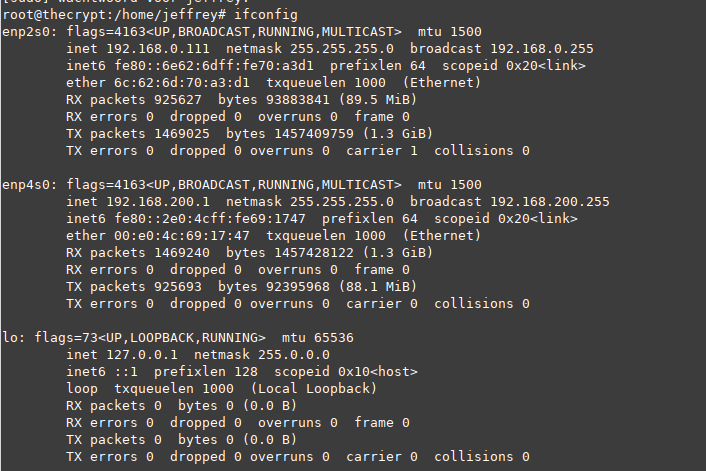 [sudo] wachtwoord voor jeffrey:
root@thecrypt:/home/jeffrey# ifconfig
enp2s0: flags=4163<UP,BROADCAST,RUNNING,MULTICAST>  mtu 1500
        inet 192.168.0.111  netmask 255.255.255.0  broadcast 192.168.0.255
        inet6 fe80::6e62:6dff:fe70:a3d1  prefixlen 64  scopeid 0x20<link>
        ether 6c:62:6d:70:a3:d1  txqueuelen 1000  (Ethernet)
        RX packets 925627  bytes 93883841 (89.5 MiB)
        RX errors 0  dropped 0  overruns 0  frame 0
        TX packets 1469025  bytes 1457409759 (1.3 GiB)
        TX errors 0  dropped 0 overruns 0  carrier 1  collisions 0

enp4s0: flags=4163<UP,BROADCAST,RUNNING,MULTICAST>  mtu 1500
        inet 192.168.200.1  netmask 255.255.255.0  broadcast 192.168.200.255
        inet6 fe80::2e0:4cff:fe69:1747  prefixlen 64  scopeid 0x20<link>
        ether 00:e0:4c:69:17:47  txqueuelen 1000  (Ethernet)
        RX packets 1469240  bytes 1457428122 (1.3 GiB)
        RX errors 0  dropped 0  overruns 0  frame 0
        TX packets 925693  bytes 92395968 (88.1 MiB)
        TX errors 0  dropped 0 overruns 0  carrier 0  collisions 0

lo: flags=73<UP,LOOPBACK,RUNNING>  mtu 65536
        inet 127.0.0.1  netmask 255.0.0.0
        inet6 ::1  prefixlen 128  scopeid 0x10<host>
        loop  txqueuelen 1000  (Local Loopback)
        RX packets 0  bytes 0 (0.0 B)
        RX errors 0  dropped 0  overruns 0  frame 0
        TX packets 0  bytes 0 (0.0 B)
        TX errors 0  dropped 0 overruns 0  carrier 0  collisions 0